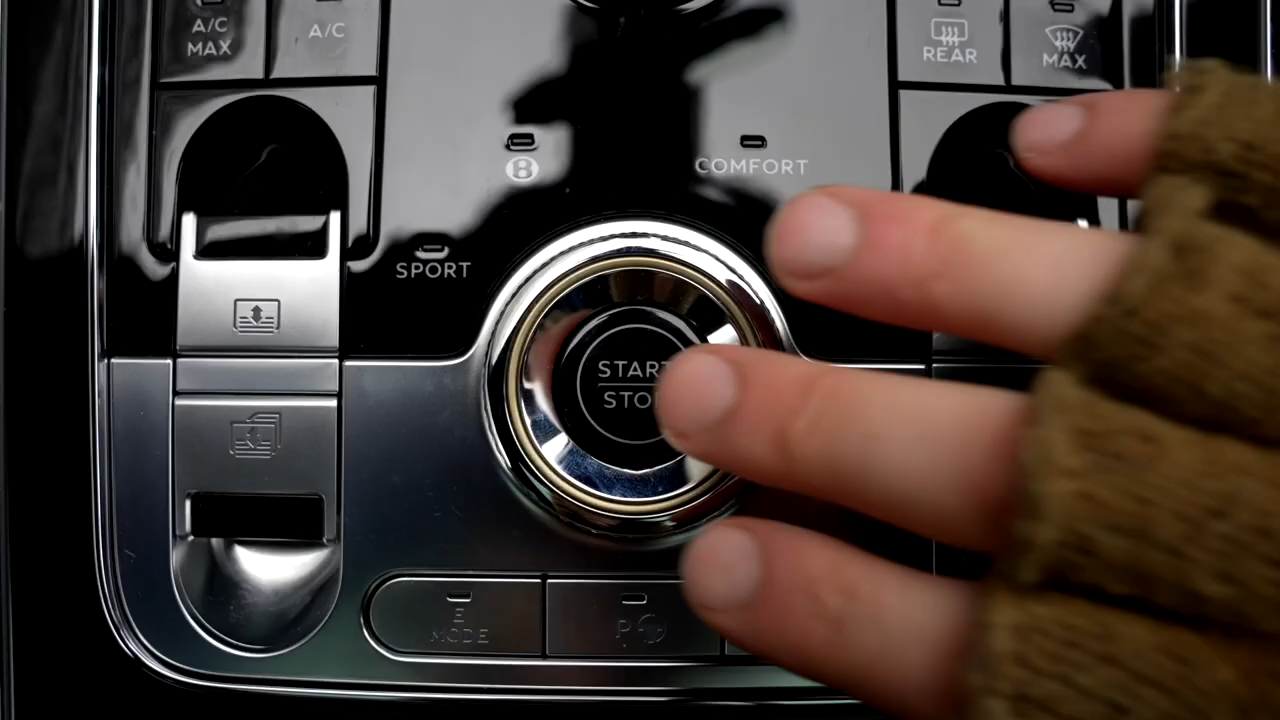 A/C
MAX
A/C
REAR
MAX
B
COMFORT
SPORT
START
STO
E
MODE
P